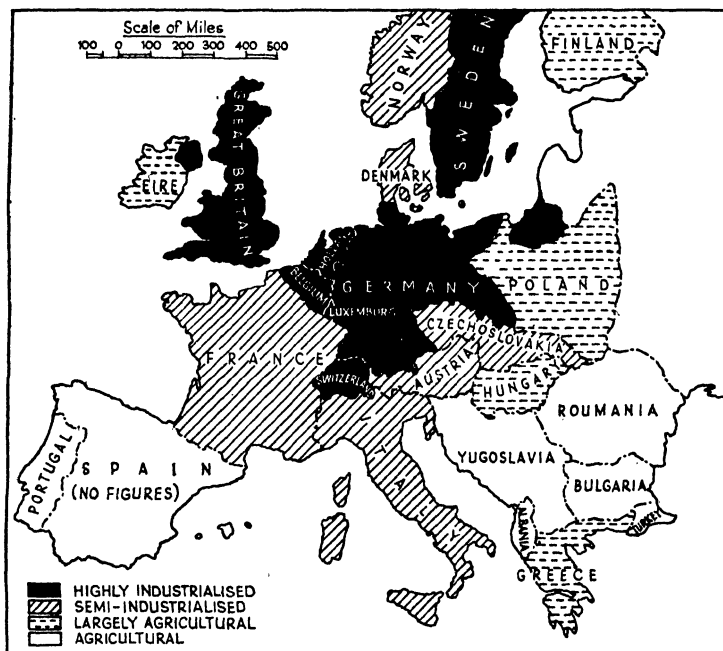 Scale of Miles
100 0 100 200 300 400 500
NORWAY
SWEDEN
FINLAND
GREAT BRITAIN
EIRE
DENMARK
HOLL
BELGIUM
GERMANY
POLAND
LUXEMBURG
CZECHOSLOVAKIA
FRANCE
AUSTRIA
SWITZERLAND
HUNGARY
ROUMANIA
ITALY
YUGOSLAVIA
PORTUGAL
SPAIN
(NO FIGURES)
BULGARIA
ALBANIA
TURKEY
GREECE
HIGHLY INDUSTRIALISED
SEMI-INDUSTRIALISED
LARGELY AGRICULTURAL
AGRICULTURAL